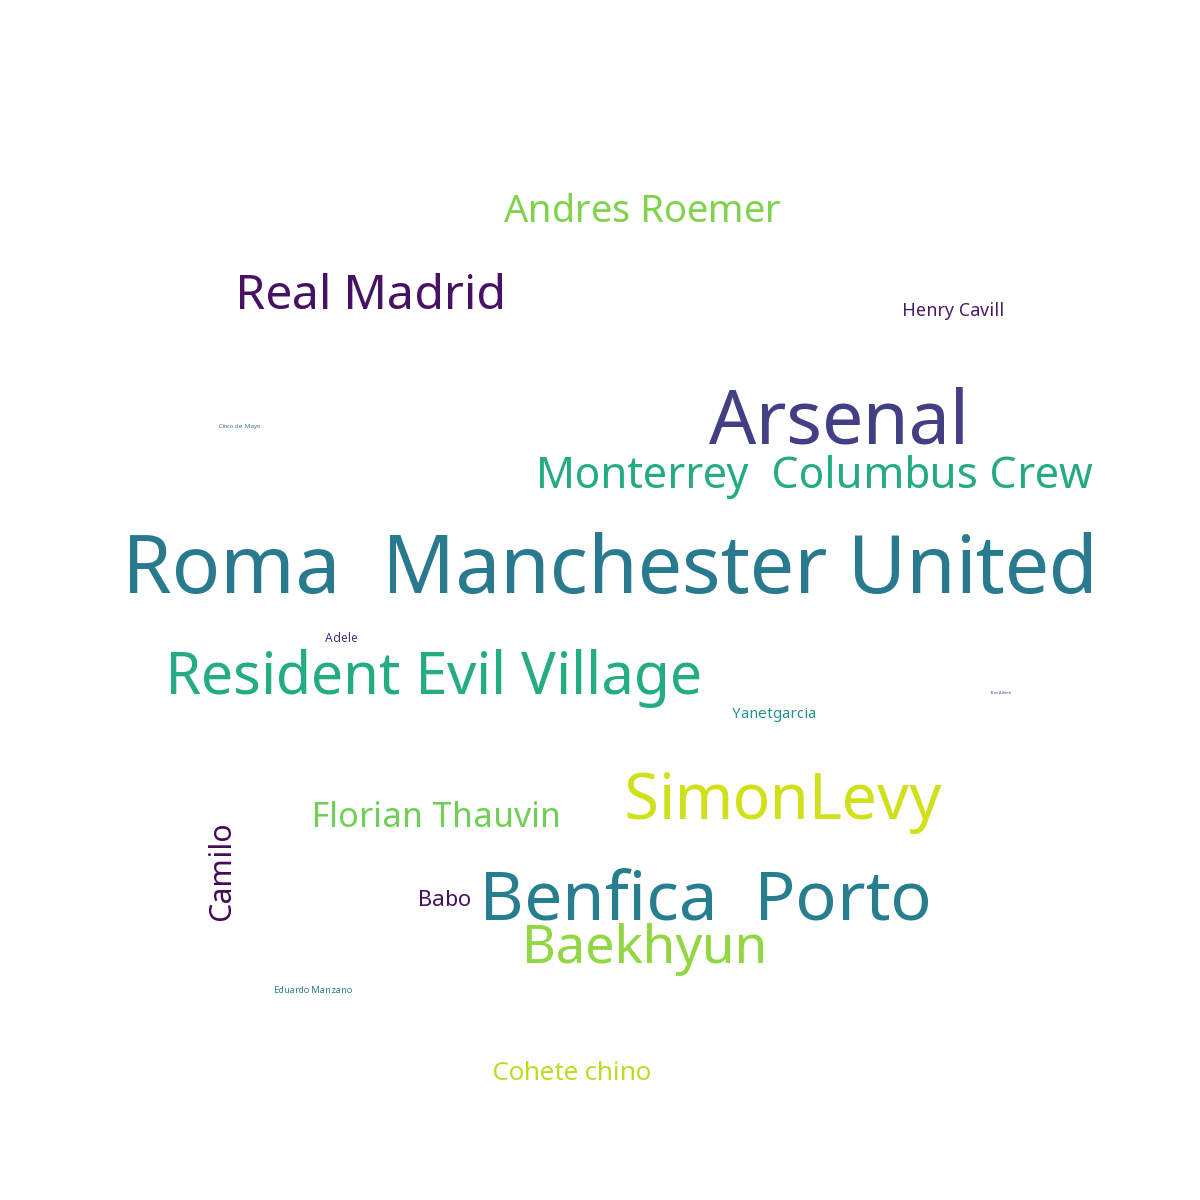 Andres Roemer
Real Madrid
Henry Cavill
Arsenal
Cinco de Mayo
Monterrey Columbus Crew
Roma Manchester United
Adele
Resident Evil Village
Ben Affleck
Yanetgarcia
SimonLevy
Florian Thauvin
Camilo
Babo
Benfica Porto
Baekhyun
Eduardo Manzano
Cohete chino